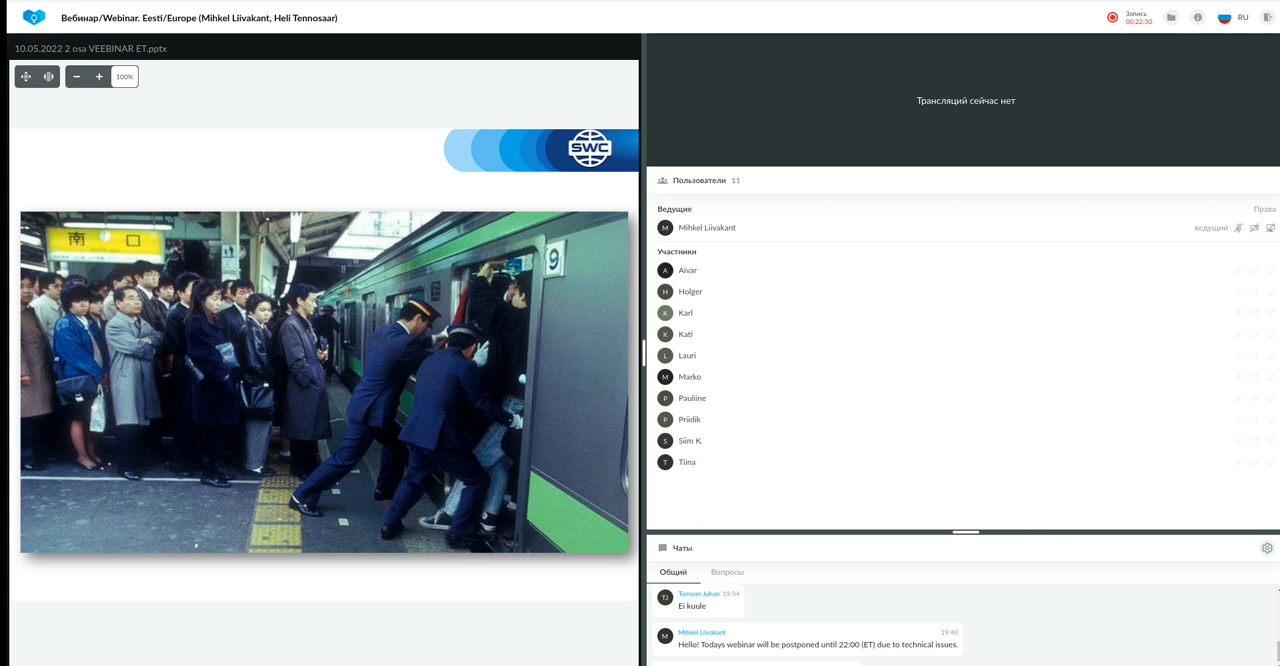 Вебинар/Webinar. Eesti/Europe (Mihkel Liivakant, Heli Tennosaar)
Запись
00:22:50
RU
10.05.2022 2 osa VEEBINAR ET.pptx
100%
SWC
南口
9
Трансляций сейчас нет
Пользователи 11
Ведущие Права
M Mihkel Liivakant ведущий
Участники
A Aivar
H Holger
K Karl
K Kati
L Lauri
M Marko
P Pauliine
P Priidik
S Siim K.
T Tiina
Чаты
Общий Вопросы
TJ Tomson Juhan 19:34
Ei kuule
M Mihkel Liivakant 19:40
Hello! Todays webinar will be postponed until 22:00 (ET) due to technical issues.